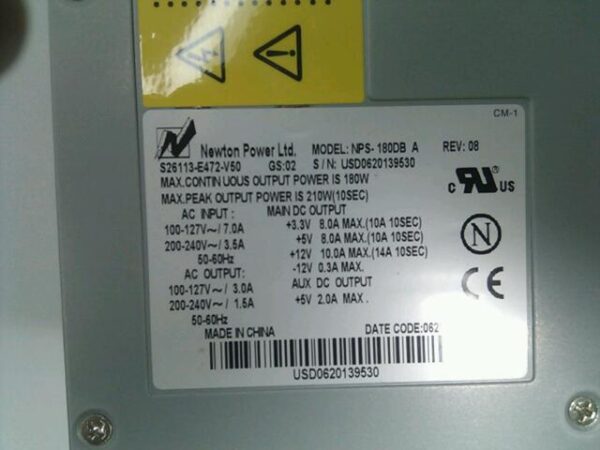 CM-1
Newton Power Ltd. MODEL: NPS-180DB A REV: 08
S26113-E472-V50 GS:02 S/N: USD0620139530
MAX.CONTINUOUS OUTPUT POWER IS 180W
MAX.PEAK OUTPUT POWER IS 210W(10SEC)
AC INPUT: MAIN DC OUTPUT
100-127V~/ 7.0A +3.3V 8.0A MAX.(10A 10SEC)
200-240V~/ 3.5A +5V 8.0A MAX.(10A 10SEC)
50-60Hz +12V 10.0A MAX.(14A 10SEC)
AC OUTPUT: -12V 0.3A MAX.
100-127V~/ 3.0A AUX DC OUTPUT
200-240V~/ 1.5A +5V 2.0A MAX.
50-60Hz
MADE IN CHINA DATE CODE:062
USD0620139530
c RU US
N
CE